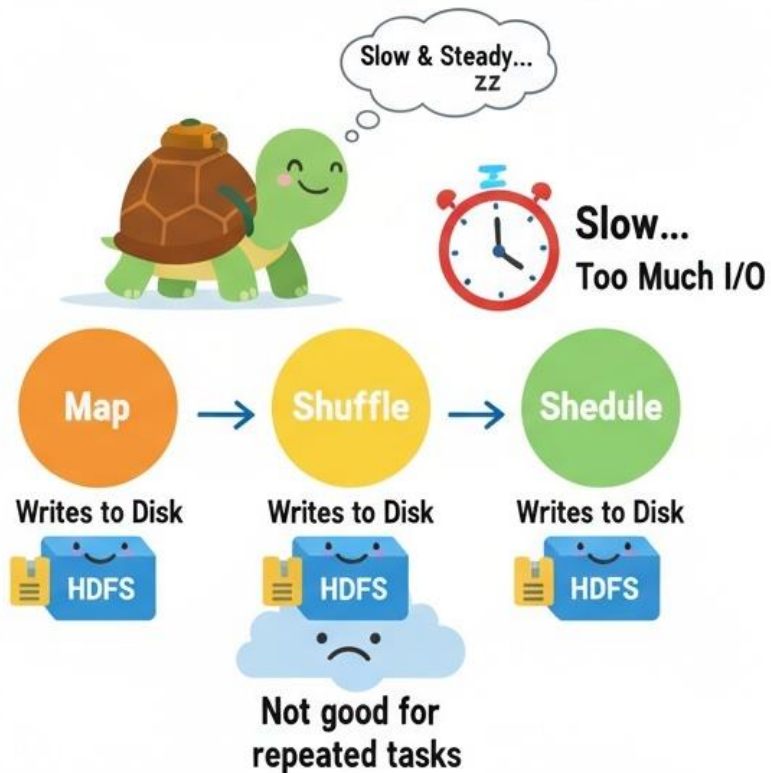 Slow & Steady...
zz
Slow...
Too Much I/O
Map
Shuffle
Shedule
Writes to Disk
Writes to Disk
Writes to Disk
HDFS
HDFS
HDFS
Not good for
repeated tasks